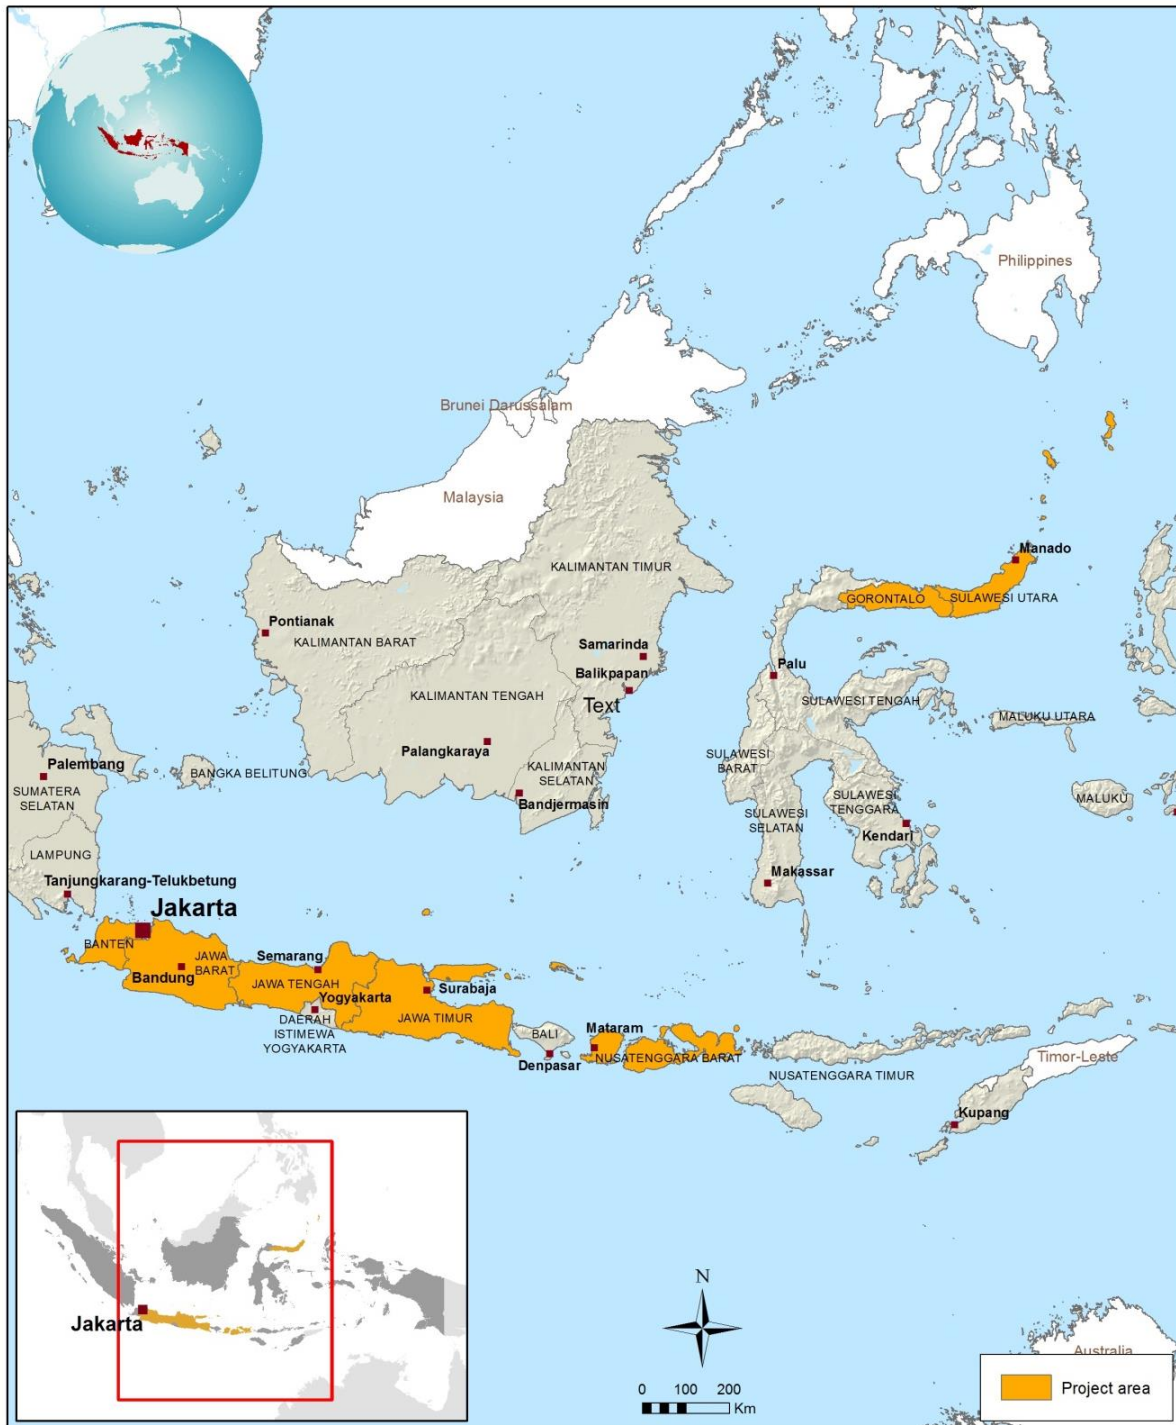 Philippines
Brunei Darussalam
Malaysia
Manado
KALIMANTAN TIMUR
GORONTALO
SULAWESI UTARA
Pontianak
KALIMANTAN BARAT
Samarinda
Balikpapan
Text
Palu
KALIMANTAN TENGAH
SULAWESI TENGAH
MALUKU UTARA
Palangkaraya
Palembang
SUMATERA
SELATAN
BANGKA BELITUNG
KALIMANTAN
SELATAN
Bandjermasin
SULAWESI
BARAT
SULAWESI
TENGGARA
Kendari
MALUKU
SULAWESI
SELATAN
Makassar
LAMPUNG
Tanjungkarang-Telukbetung
Jakarta
BANTEN
JAWA
BARAT
Bandung
Semarang
JAWA TENGAH
Yogyakarta
DAERAH
ISTIMEWA
YOGYAKARTA
Surabaja
JAWA TIMUR
BALI
Denpasar
Mataram
NUSATENGGARA BARAT
NUSATENGGARA TIMUR
Timor-Leste
Kupang
Jakarta
N
0 100 200
Km
Australia
Project area